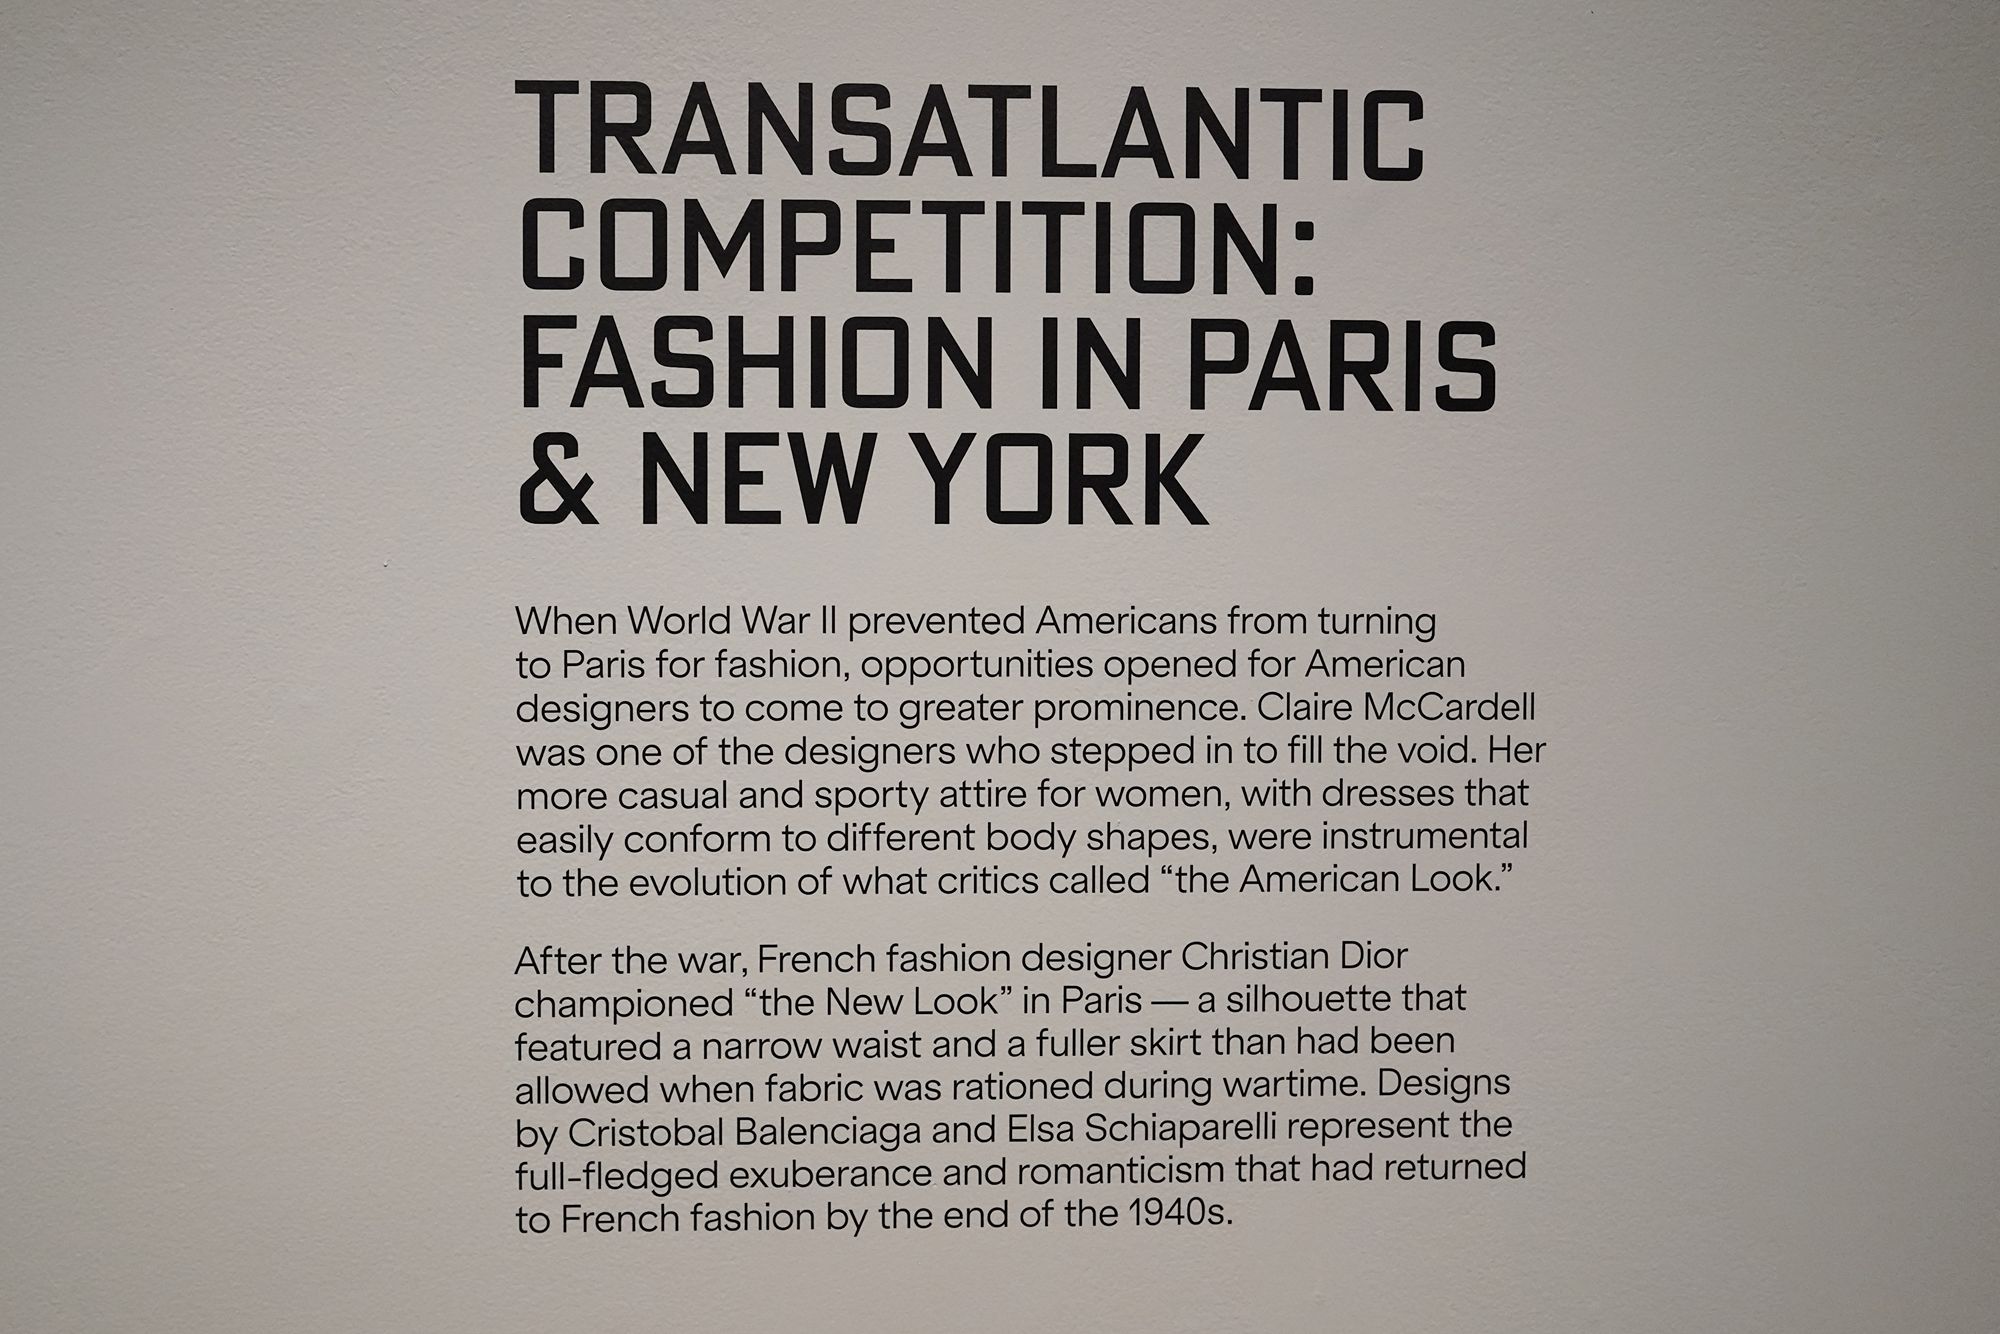 TRANSATLANTIC
COMPETITION:
FASHION IN PARIS
& NEW YORK
When World War II prevented Americans from turning
to Paris for fashion, opportunities opened for American
designers to come to greater prominence. Claire McCardell
was one of the designers who stepped in to fill the void. Her
more casual and sporty attire for women, with dresses that
easily conform to different body shapes, were instrumental
to the evolution of what critics called “the American Look.”
After the war, French fashion designer Christian Dior
championed “the New Look” in Paris — a silhouette that
featured a narrow waist and a fuller skirt than had been
allowed when fabric was rationed during wartime. Designs
by Cristobal Balenciaga and Elsa Schiaparelli represent the
full-fledged exuberance and romanticism that had returned
to French fashion by the end of the 1940s.